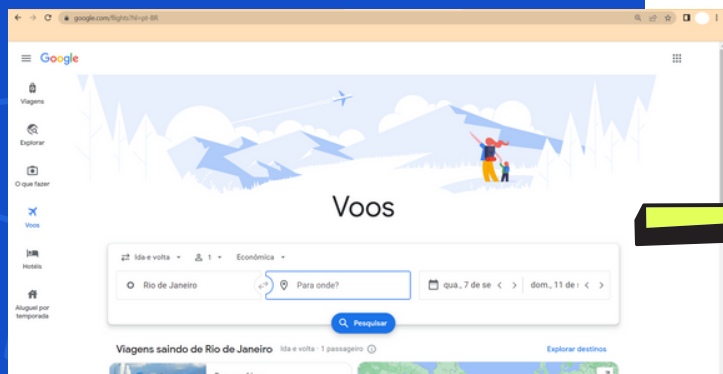 google.com/flights?hl=pt-BR
Google
Viagens
Explorar
O que fazer
Voos
Hotéis
Aluguel por
temporada
Voos
Ida e volta 1 Econômica
Rio de Janeiro Para onde? qua., 7 de se dom., 11 de
Pesquisar
Viagens saindo de Rio de Janeiro Ida e volta · 1 passageiro Explorar destinos